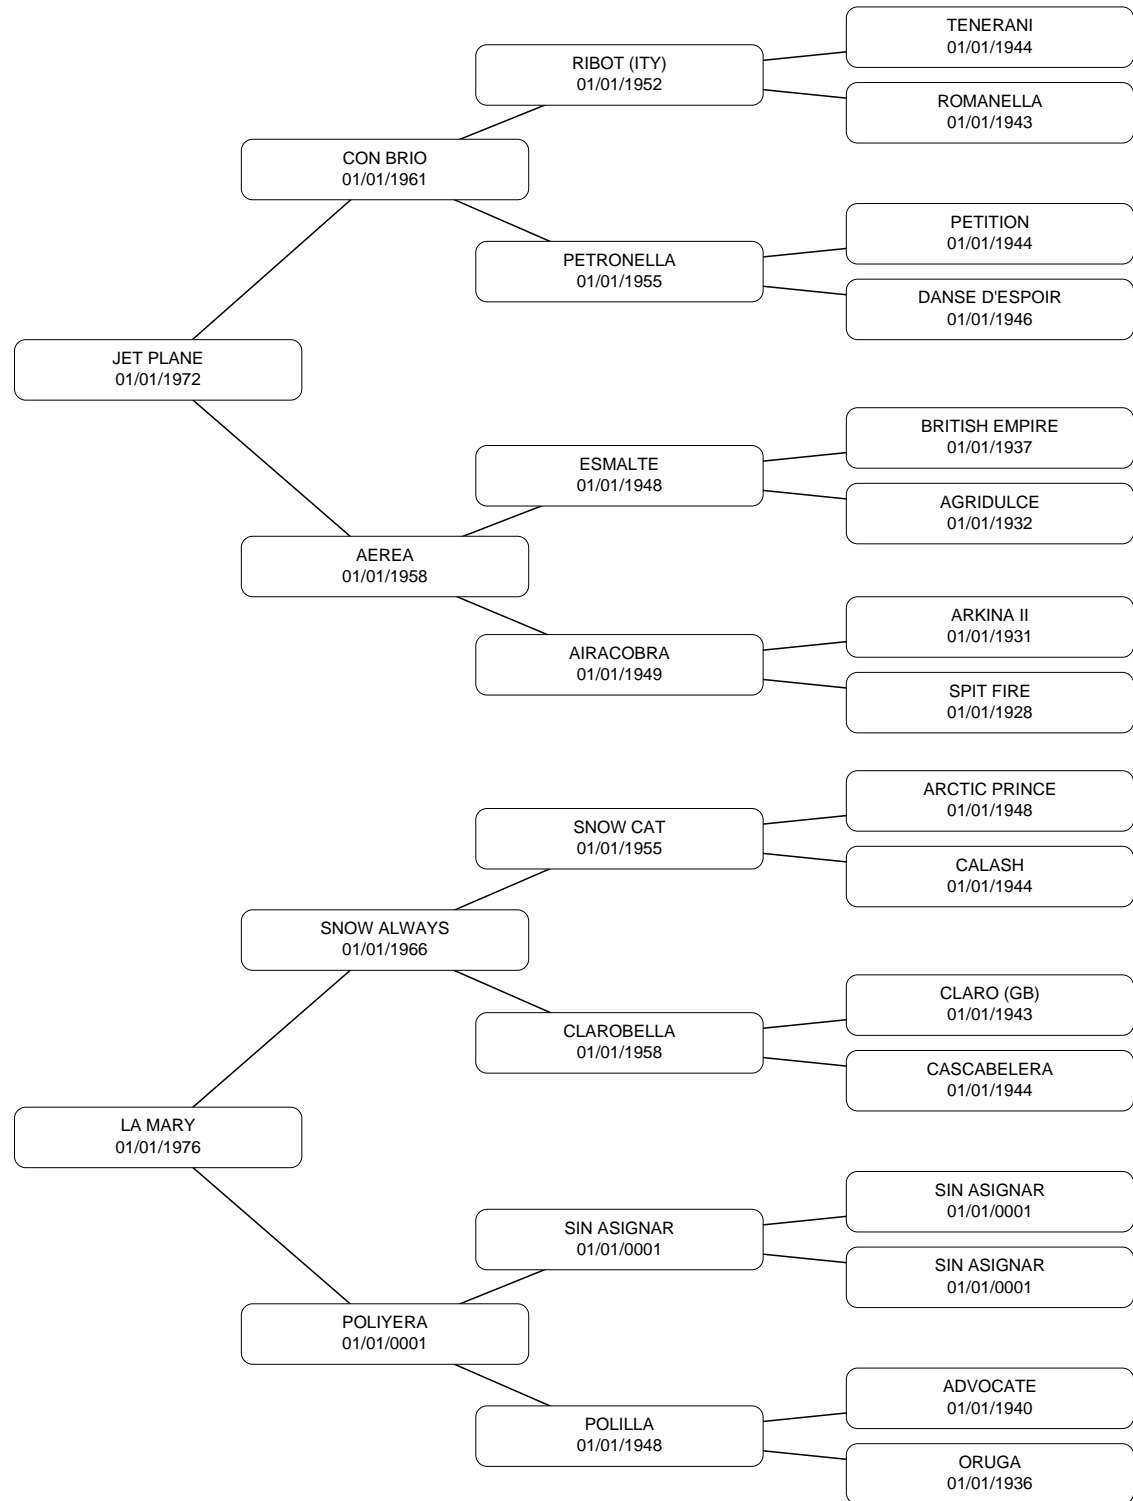 TENERANI
01/01/1944
RIBOT (ITY)
01/01/1952
ROMANELLA
01/01/1943
CON BRIO
01/01/1961
PETITION
01/01/1944
PETRONELLA
01/01/1955
DANSE D'ESPOIR
01/01/1946
JET PLANE
01/01/1972
BRITISH EMPIRE
01/01/1937
ESMALTE
01/01/1948
AGRIDULCE
01/01/1932
AEREA
01/01/1958
ARKINA II
01/01/1931
AIRACOBRA
01/01/1949
SPIT FIRE
01/01/1928
ARCTIC PRINCE
01/01/1948
SNOW CAT
01/01/1955
CALASH
01/01/1944
SNOW ALWAYS
01/01/1966
CLARO (GB)
01/01/1943
CLAROBELLA
01/01/1958
CASCABELERA
01/01/1944
LA MARY
01/01/1976
SIN ASIGNAR
01/01/0001
SIN ASIGNAR
01/01/0001
SIN ASIGNAR
01/01/0001
POLIYERA
01/01/0001
ADVOCATE
01/01/1940
POLILLA
01/01/1948
ORUGA
01/01/1936